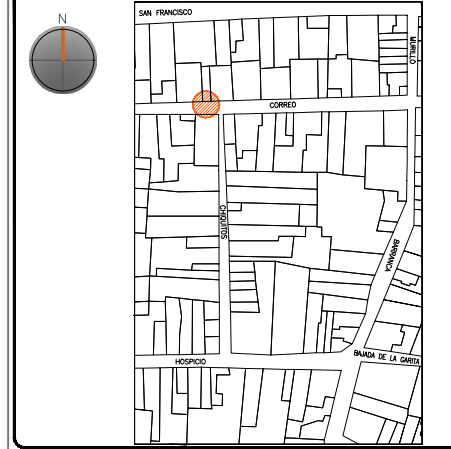 N
SAN FRANCISCO
MURILLO
CORREO
CHIQUITOS
BARRANCA
HOSPICIO
BAJADA DE LA GARITA